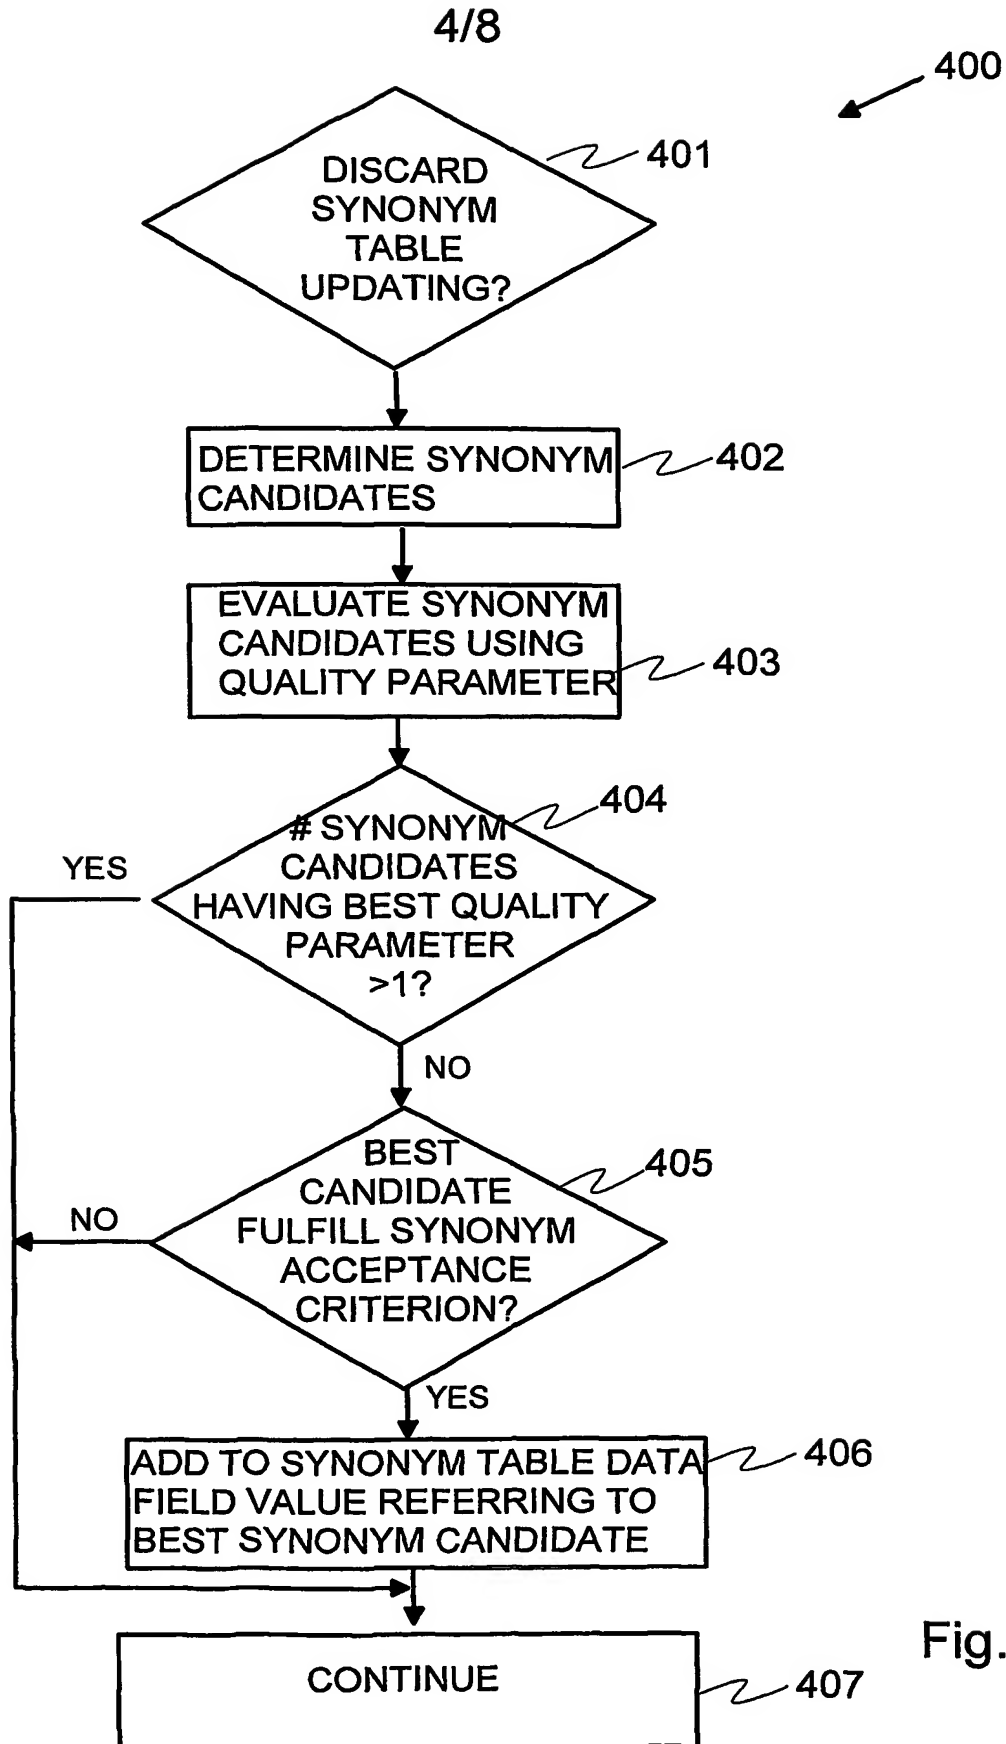 4/8
400
401
DISCARD
SYNONYM
TABLE
UPDATING?
DETERMINE SYNONYM
CANDIDATES
402
EVALUATE SYNONYM
CANDIDATES USING
QUALITY PARAMETER
403
404
# SYNONYM
CANDIDATES
HAVING BEST QUALITY
PARAMETER
>1?
YES
NO
BEST
CANDIDATE
FULFILL SYNONYM
ACCEPTANCE
CRITERION?
405
NO
YES
ADD TO SYNONYM TABLE DATA
FIELD VALUE REFERRING TO
BEST SYNONYM CANDIDATE
406
Fig.
CONTINUE
407